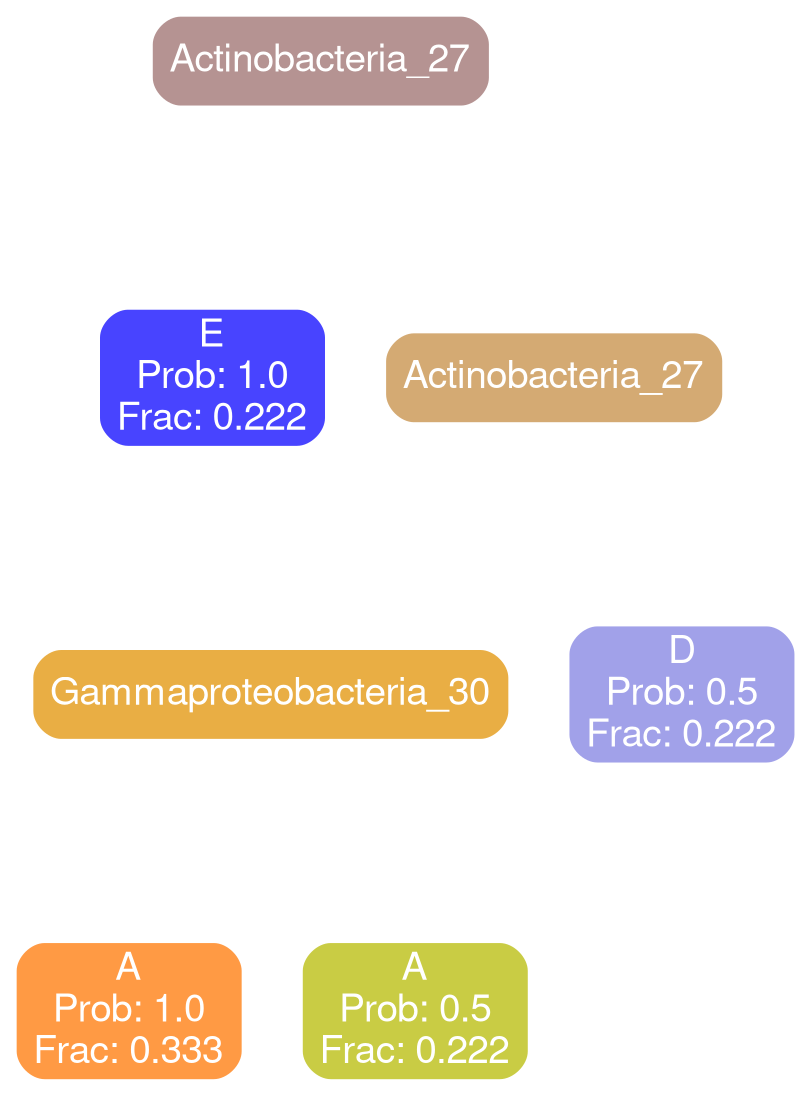 Actinobacteria_27
E
Prob: 1.0
Frac: 0.222
Actinobacteria_27
Gammaproteobacteria_30
D
Prob: 0.5
Frac: 0.222
A
Prob: 1.0
Frac: 0.333
A
Prob: 0.5
Frac: 0.222